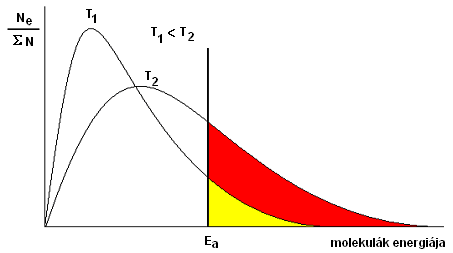 Ne
ΣN
T1
T1 < T2
T2
Ea
molekulák energiája